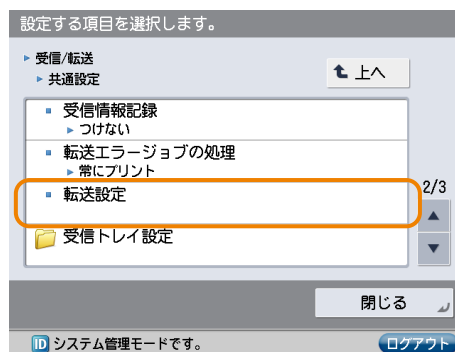 設定する項目を選択します。
受信/転送
共通設定
上へ
受信情報記録
つけない
転送エラージョブの処理
常にプリント
転送設定
2/3
受信トレイ設定
閉じる
ID システム管理モードです。
ログアウト